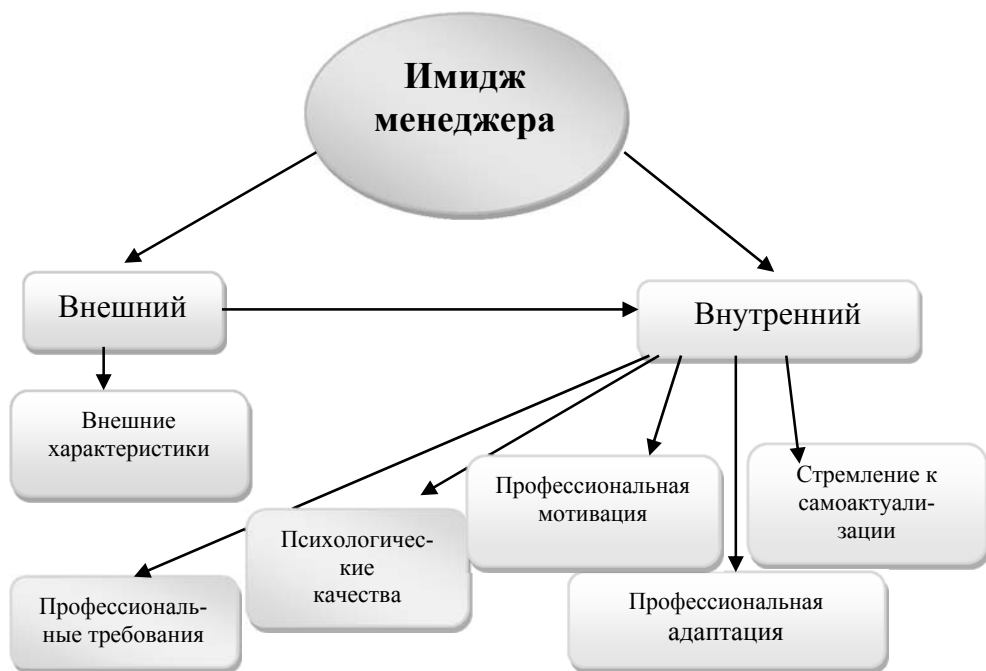 Имидж
менеджера
Внешний
Внутренний
Внешние
характеристики
Профессиональ-
ные требования
Психологичес-
кие
качества
Профессиональная
мотивация
Профессиональная
адаптация
Стремление к
самоактуали-
зации